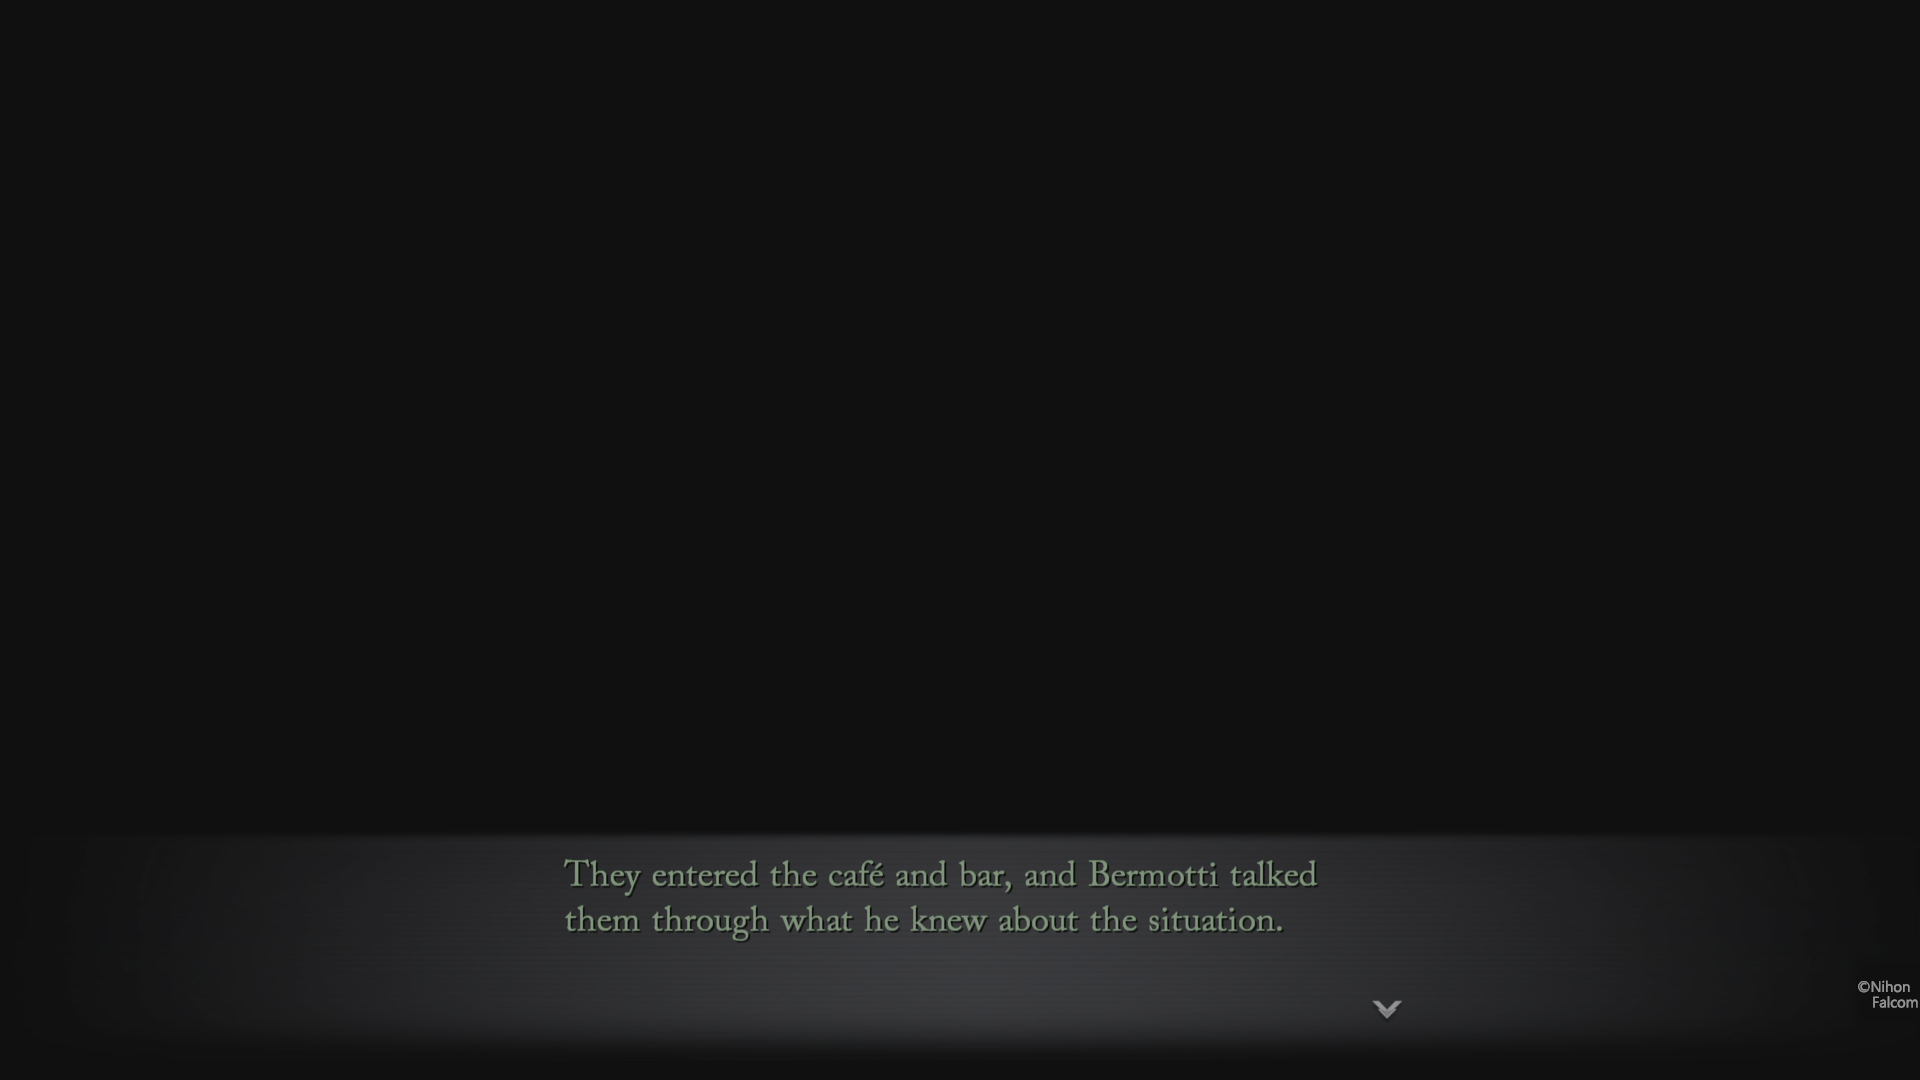 They entered the café and bar, and Bermotti talked
them through what he knew about the situation.
©Nihon
Falcom